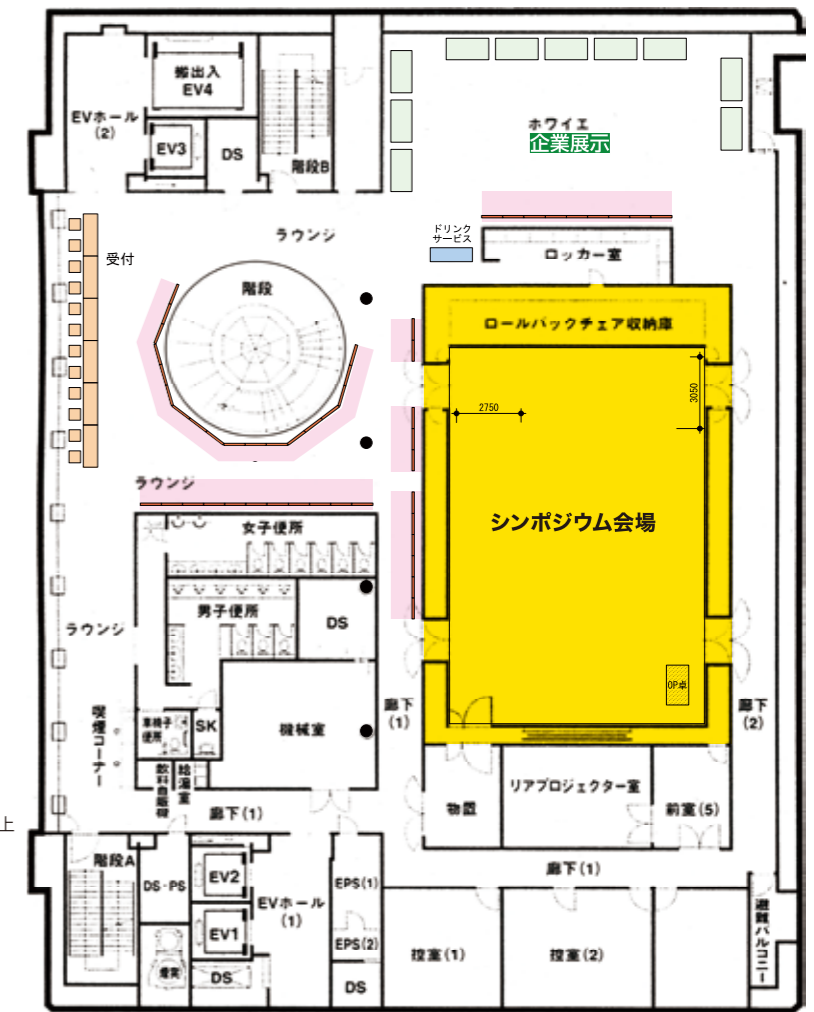 搬出入
EV4
EVホール
(2)
EV3
DS
階段B
ホワイエ
企業展示
ラウンジ
ドリンク
サービス
受付
ロッカー室
階段
ロールバックチェア収納庫
3050
2750
ラウンジ
シンポジウム会場
女子便所
男子便所
DS
ラウンジ
OP卓
廊下
(1)
廊下
(2)
喫煙コーナー
車椅子
便所
SK
機械室
飲料自販機
給湯室
リアプロジェクター室
物置
前室(5)
廊下(1)
上
階段A
DS·PS
EV2
EVホール
(1)
EPS(1)
廊下(1)
避難バルコニー
EV1
EPS(2)
控室(1)
控室(2)
DS
DS